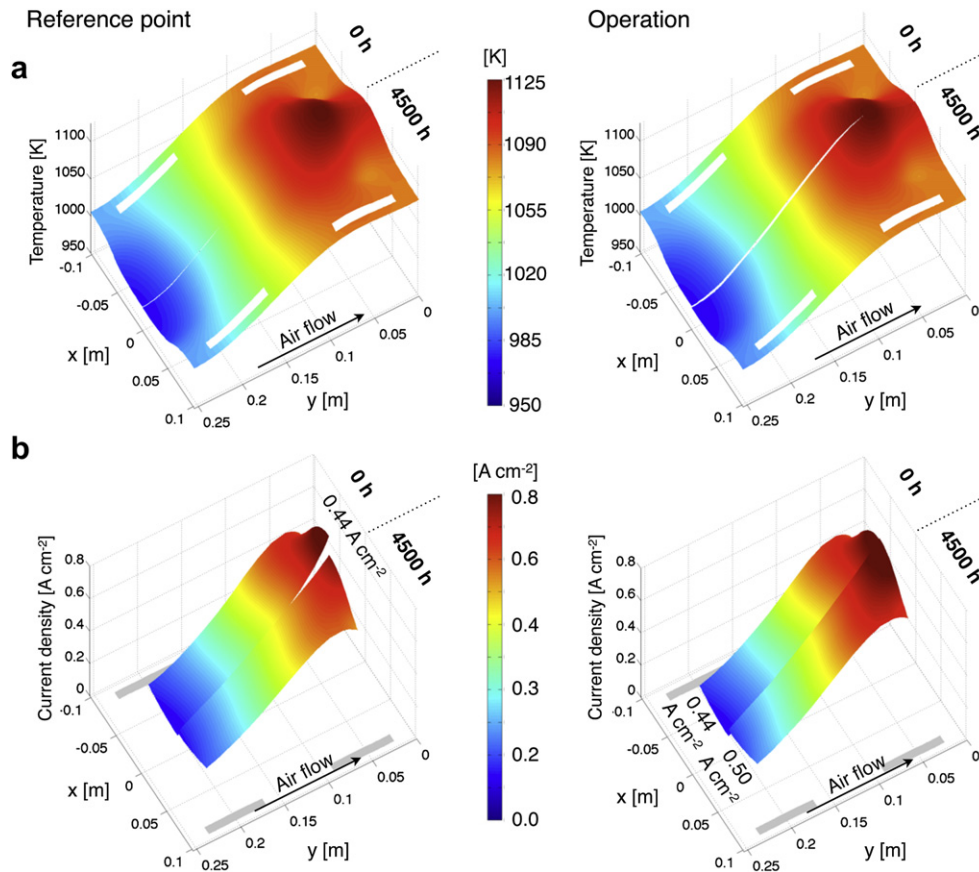 Reference point
Operation
a
[K]
0 h
4500 h
Temperature [K]
1100
1050
1000
950
-0.1
-0.05
0
0.05
0.1
x [m]
0.25
0.2
0.15
0.1
0.05
0
y [m]
Air flow
1125
1090
1055
1020
985
950
0 h
4500 h
Temperature [K]
1100
1050
1000
950
-0.1
-0.05
0
0.05
0.1
x [m]
0.25
0.2
0.15
0.1
0.05
0
y [m]
Air flow
b
[A cm-2]
0 h
4500 h
0.44 A cm-2
Current density [A cm-2]
0.8
0.6
0.4
0.2
0
-0.1
-0.05
0
0.05
0.1
x [m]
0.25
0.2
0.15
0.1
0.05
0
y [m]
Air flow
0.8
0.6
0.5
0.3
0.2
0.0
0 h
4500 h
Current density [A cm-2]
0.8
0.6
0.4
0.2
0
-0.1
-0.05
0
0.05
0.1
x [m]
0.25
0.2
0.15
0.1
0.05
0
y [m]
Air flow
0.44 0.50
A cm-2 A cm-2